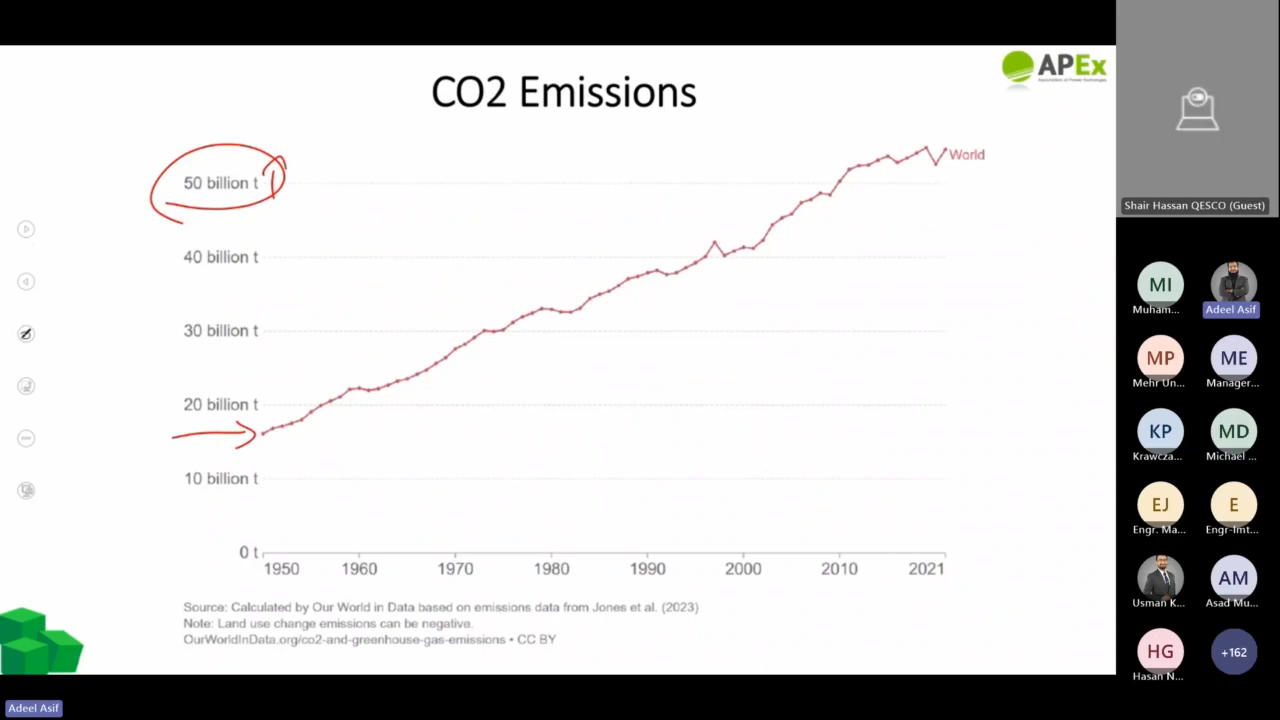 CO2 Emissions
APEx
50 billion t
40 billion t
30 billion t
20 billion t
10 billion t
0 t
World
1950 1960 1970 1980 1990 2000 2010 2021
Source: Calculated by Our World in Data based on emissions data from Jones et al. (2023)
Note: Land use change emissions can be negative.
OurWorldInData.org/co2-and-greenhouse-gas-emissions • CC BY
Adeel Asif
Shair Hassan QESCO (Guest)
MI
Muham...
Adeel Asif
MP
ME
Mehr Un...
Manager...
KP
MD
Krawcza...
Michael ...
EJ
E
Engr. Ma...
Engr-Imt...
AM
Usman K...
Asad Mu...
HG
+162
Hasan N...